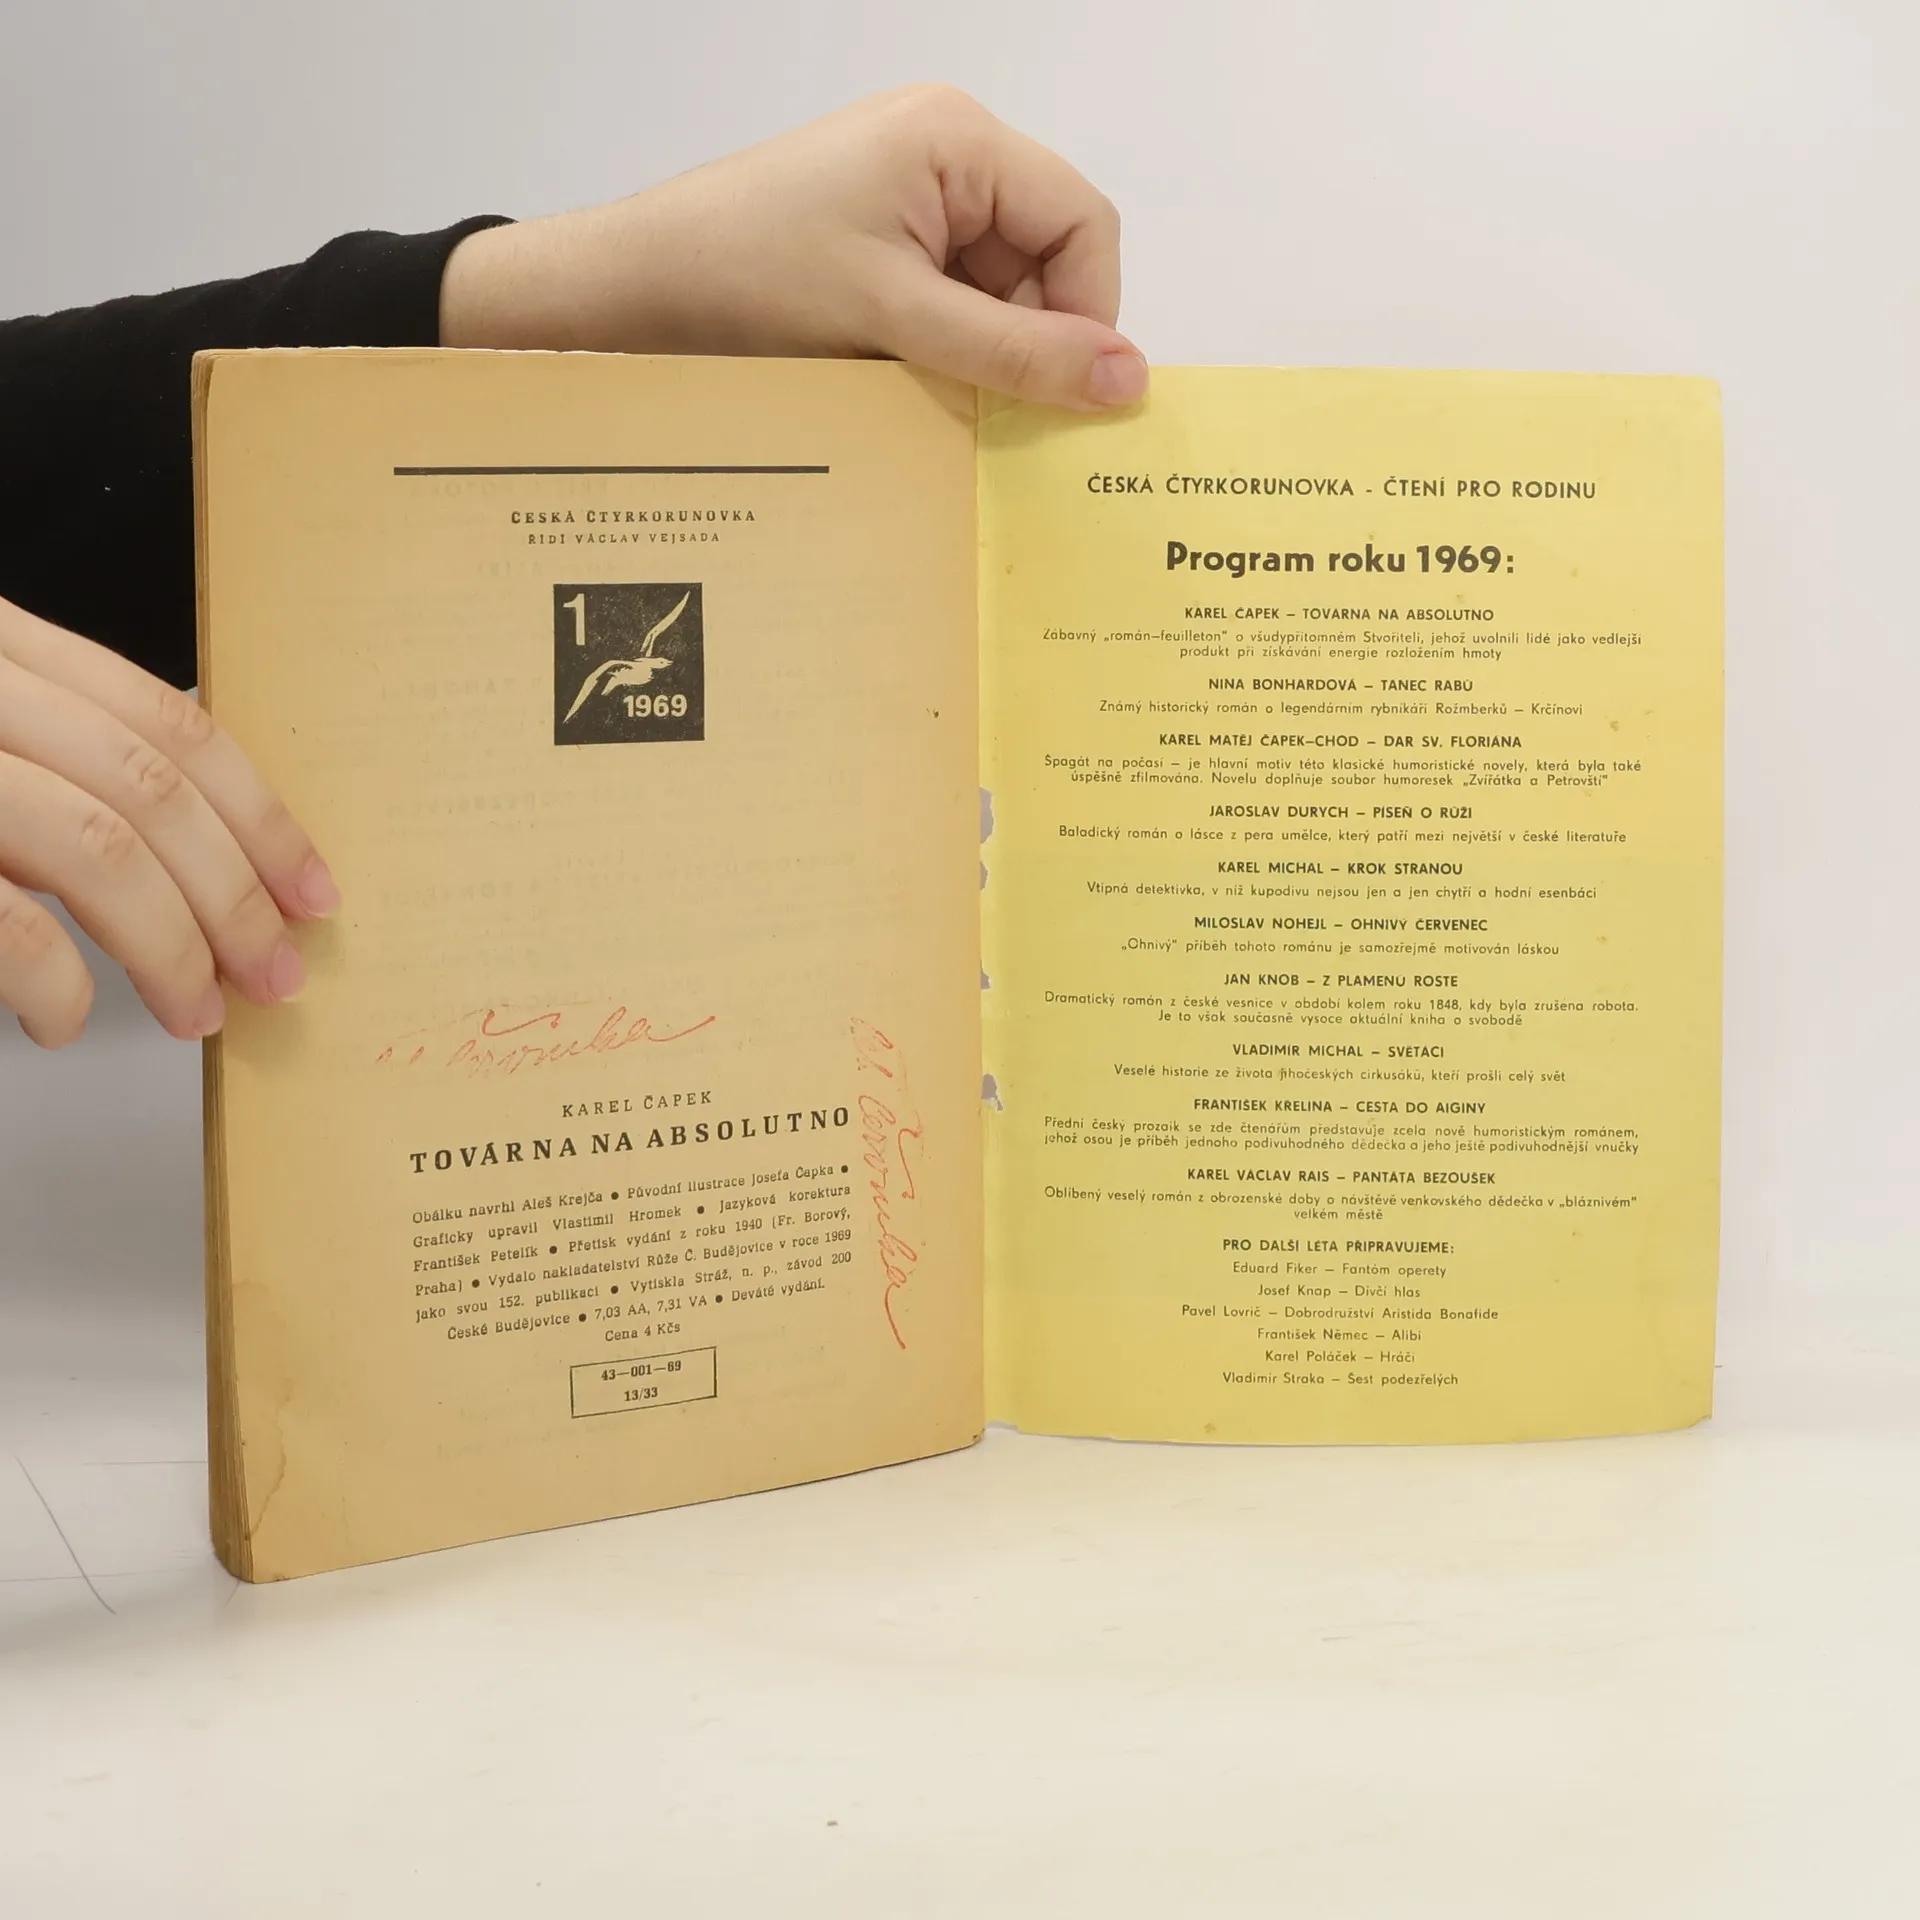 ČESKÁ ČTYRKORUNOVKA
ŘÍDÍ VÁCLAV VEJSADA
1
1969
KAREL ČAPEK
TOVÁRNA NA ABSOLUTNO
Obálku navrhl Aleš Krejča ● Původní ilustrace Josefa Čapka ●
Graficky upravil Vlastimil Hromek ● Jazyková korektura
František Petelík ● Přetisk vydání z roku 1940 (Fr. Borový,
Praha) ● Vydalo nakladatelství Růže Č. Budějovice v roce 1969
jako svou 152. publikaci ● Vytiskla Stráž, n. p., závod 200
České Budějovice ● 7,03 AA, 7,31 VA ● Deváté vydání.
Cena 4 Kčs
43—001—69
13/33
ČESKÁ ČTYRKORUNOVKA - ČTENÍ PRO RODINU
Program roku 1969:
KAREL ČAPEK – TOVÁRNA NA ABSOLUTNO
Zábavný „román–feuilleton" o všudypřítomném Stvořiteli, jehož uvolnili lidé jako vedlejší
produkt při získávání energie rozložením hmoty
NINA BONHARDOVÁ – TANEC RABŮ
Známý historický román o legendárním rybníkáři Rožmberků – Krčínovi
KAREL MATĚJ ČAPEK–CHOD – DAR SV. FLORIÁNA
Špagát na počasí – je hlavní motiv této klasické humoristické novely, která byla také
úspěšně zfilmována. Novelu doplňuje soubor humoresek „Zvířátka a Petrovští"
JAROSLAV DURYCH – PÍSEŇ O RŮŽI
Baladický román o lásce z pera umělce, který patří mezi největší v české literatuře
KAREL MICHAL – KROK STRANOU
Vtipná detektivka, v níž kupodivu nejsou jen a jen chytří a hodní esenbáci
MILOSLAV NOHEJL – OHNIVÝ ČERVENEC
„Ohnivý" příběh tohoto románu je samozřejmě motivován láskou
JAN KNOB – Z PLAMENŮ ROSTE
Dramatický román z české vesnice v období kolem roku 1848, kdy byla zrušena robota.
Je to však současně vysoce aktuální kniha o svobodě
VLADIMÍR MICHAL – SVĚTÁCI
Veselé historie ze života jihočeských cirkusáků, kteří prošli celý svět
FRANTIŠEK KŘELINA – CESTA DO AIGINY
Přední český prozaik se zde čtenářům představuje zcela nově humoristickým románem,
jehož osou je příběh jednoho podivuhodného dědečka a jeho ještě podivuhodnější vnučky
KAREL VÁCLAV RAIS – PANTÁTA BEZOUŠEK
Oblíbený veselý román z obrozenské doby o návštěvě venkovského dědečka v „bláznivém"
velkém městě
PRO DALŠÍ LÉTA PŘIPRAVUJEME:
Eduard Fiker – Fantóm operety
Josef Knap – Dívčí hlas
Pavel Lovrič – Dobrodružství Aristida Bonafide
František Němec – Alibi
Karel Poláček – Hráči
Vladimír Straka – Šest podezřelých